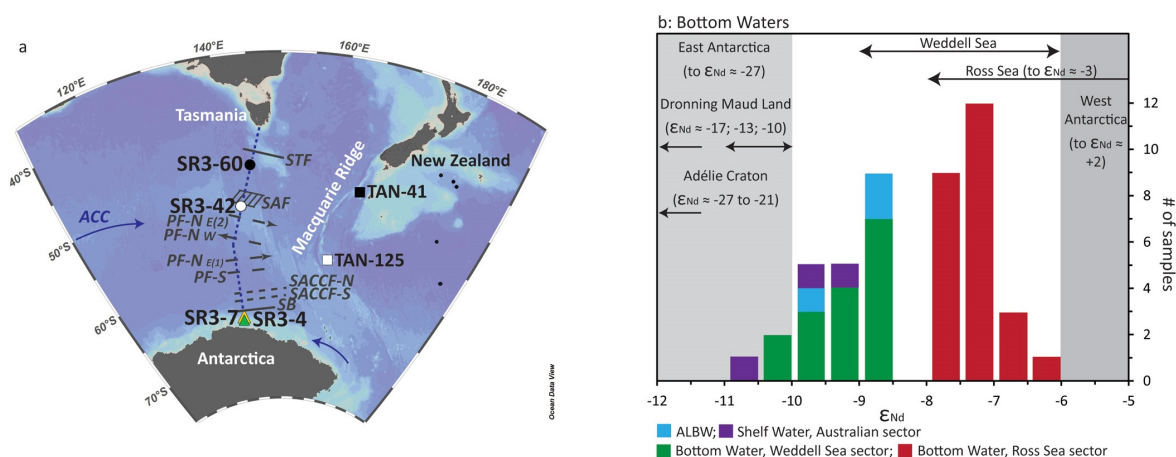 a
140°E
160°E
120°E
180°E
Tasmania
SR3-60
STF
New Zealand
40°S
TAN-41
Macquarie Ridge
SR3-42
SAF
ACC
PF-N E(2)
PF-N W
50°S
PF-N E(1)
TAN-125
PF-S
SACCF-N
SACCF-S
SB
60°S
SR3-7 SR3-4
Antarctica
70°S
Ocean Data View
b: Bottom Waters
East Antarctica
(to εNd ≈ -27)
Weddell Sea
Ross Sea (to εNd ≈ -3)
Dronning Maud Land
(εNd ≈ -17; -13; -10)
West
Antarctica
(to εNd ≈
+2)
Adélie Craton
(εNd ≈ -27 to -21)
12
10
8
6
4
2
0
# of samples
-12 -11 -10 -9 -8 -7 -6 -5
εNd
ALBW; Shelf Water, Australian sector
Bottom Water, Weddell Sea sector; Bottom Water, Ross Sea sector